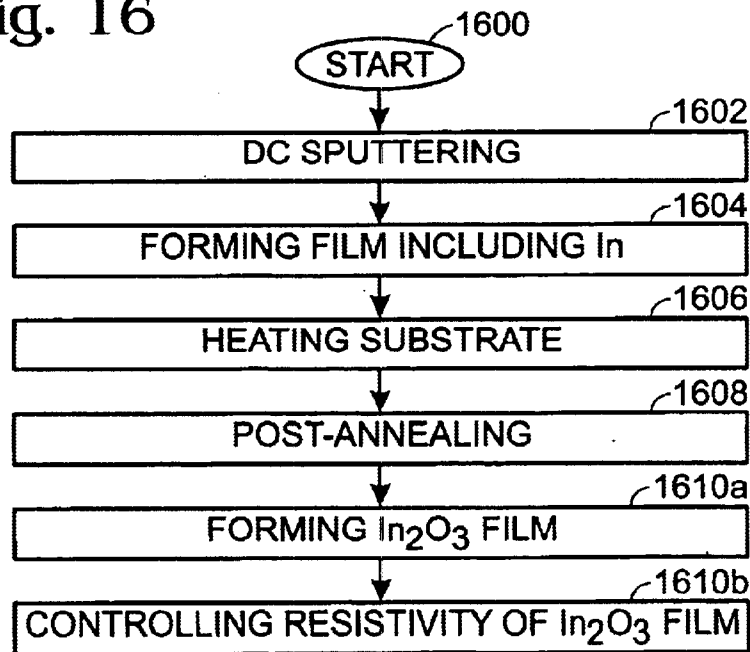 ig. 16
1600
START
1602
DC SPUTTERING
1604
FORMING FILM INCLUDING In
1606
HEATING SUBSTRATE
1608
POST-ANNEALING
1610a
FORMING In₂O₃ FILM
1610b
CONTROLLING RESISTIVITY OF In₂O₃ FILM